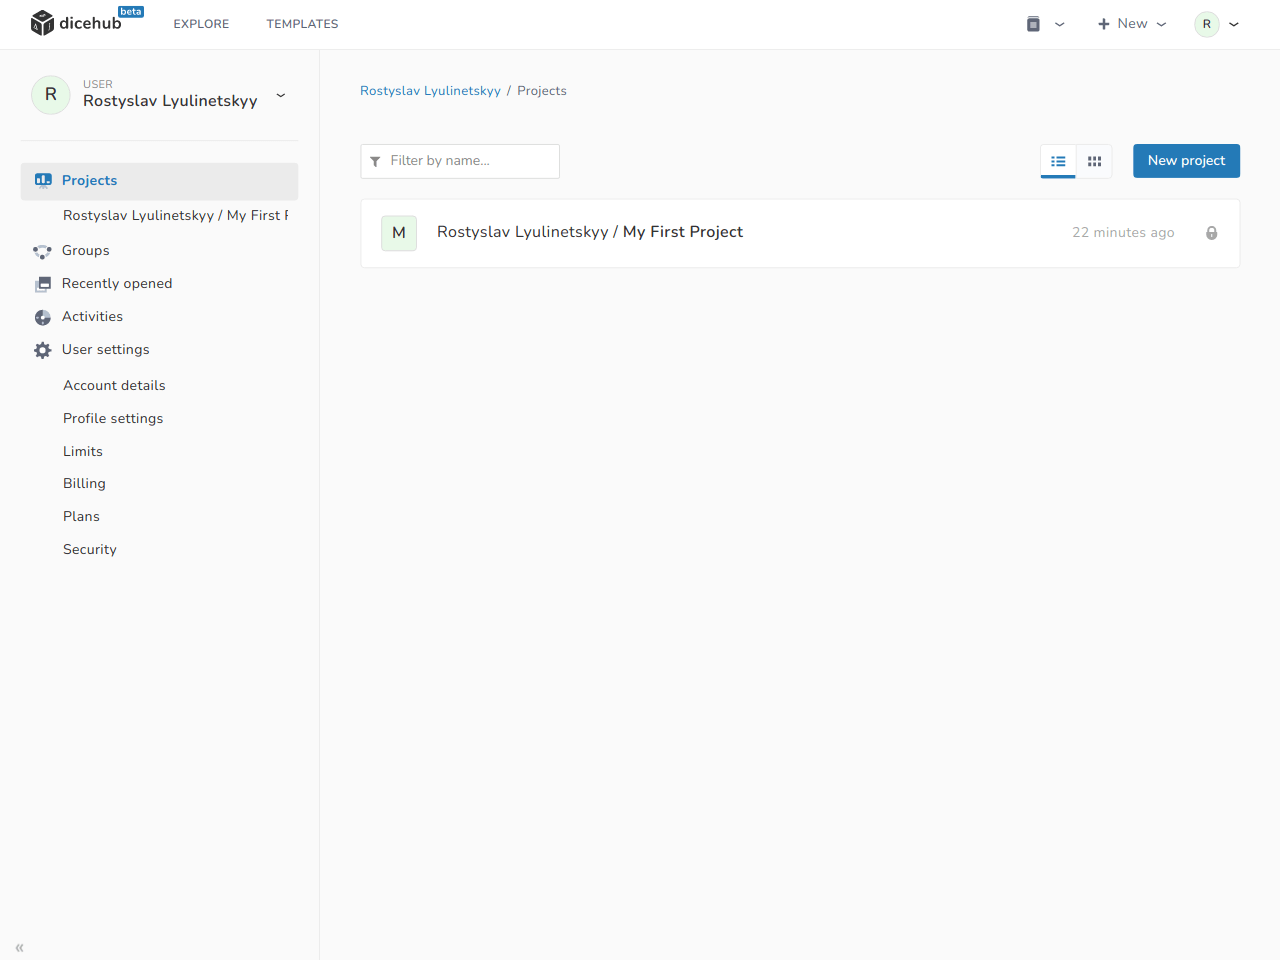 dicehub beta EXPLORE TEMPLATES New R
R USER
Rostyslav Lyulinetskyy
Rostyslav Lyulinetskyy / Projects
Filter by name...
New project
Projects
Rostyslav Lyulinetskyy / My First
M Rostyslav Lyulinetskyy / My First Project 22 minutes ago
Groups
Recently opened
Activities
User settings
Account details
Profile settings
Limits
Billing
Plans
Security
«